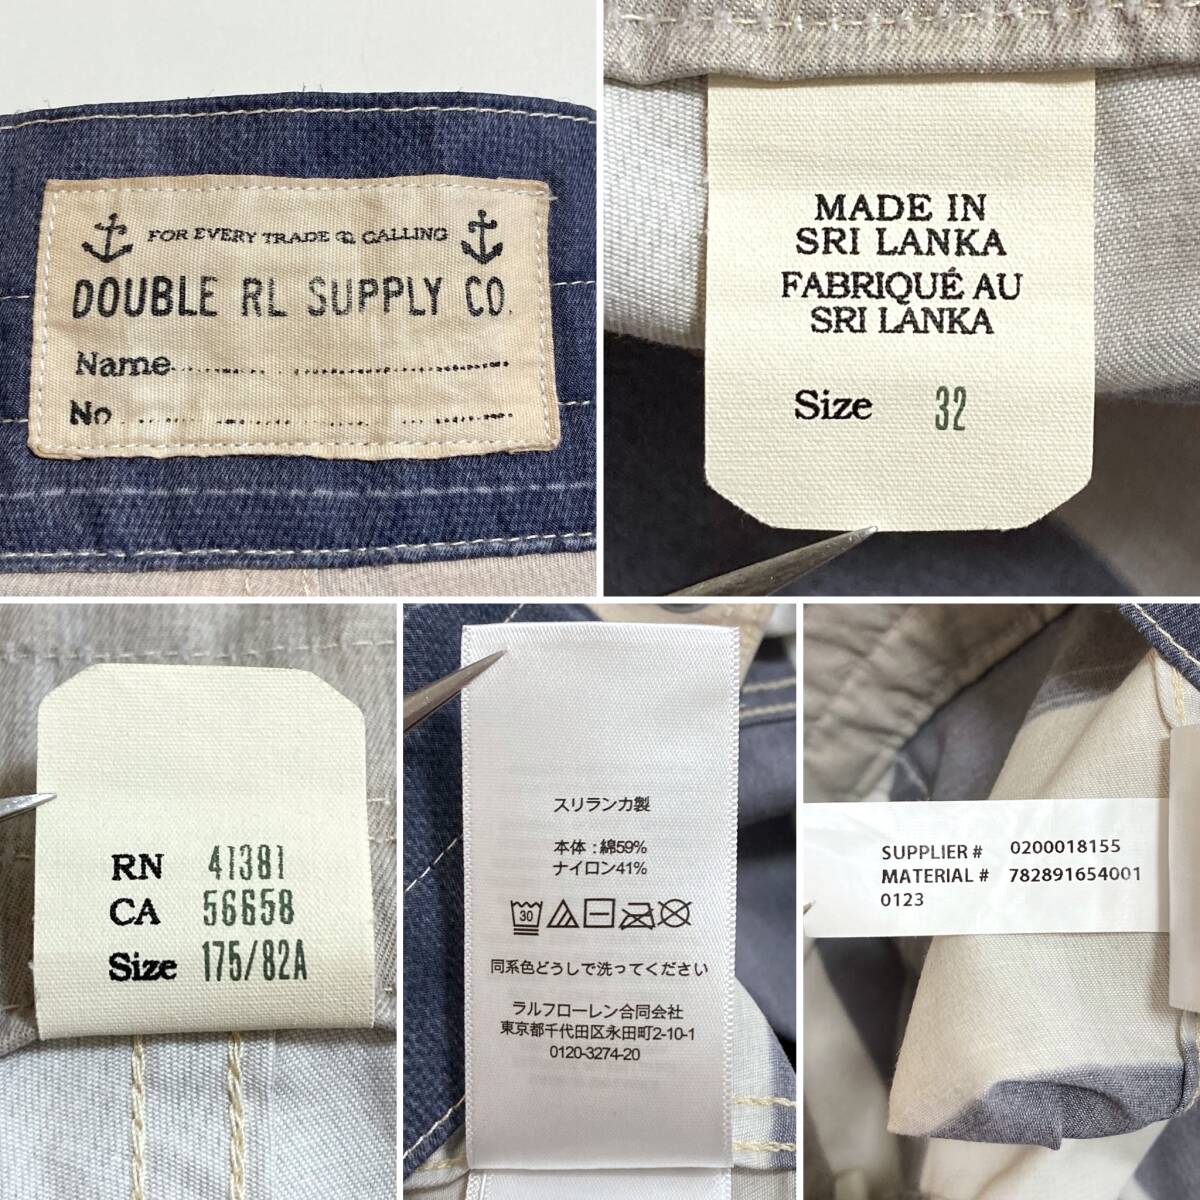 FOR EVERY TRADE & CALLING
DOUBLE RL SUPPLY CO.
Name
No
MADE IN
SRI LANKA
FABRIQUÉ AU
SRI LANKA
Size 32
RN 41381
CA 56658
Size 175/82A
スリランカ製
本体:綿59%
ナイロン41%
30
同系色どうしで洗ってください
ラルフローレン合同会社
東京都千代田区永田町2-10-1
0120-3274-20
SUPPLIER # 0200018155
MATERIAL # 782891654001
0123